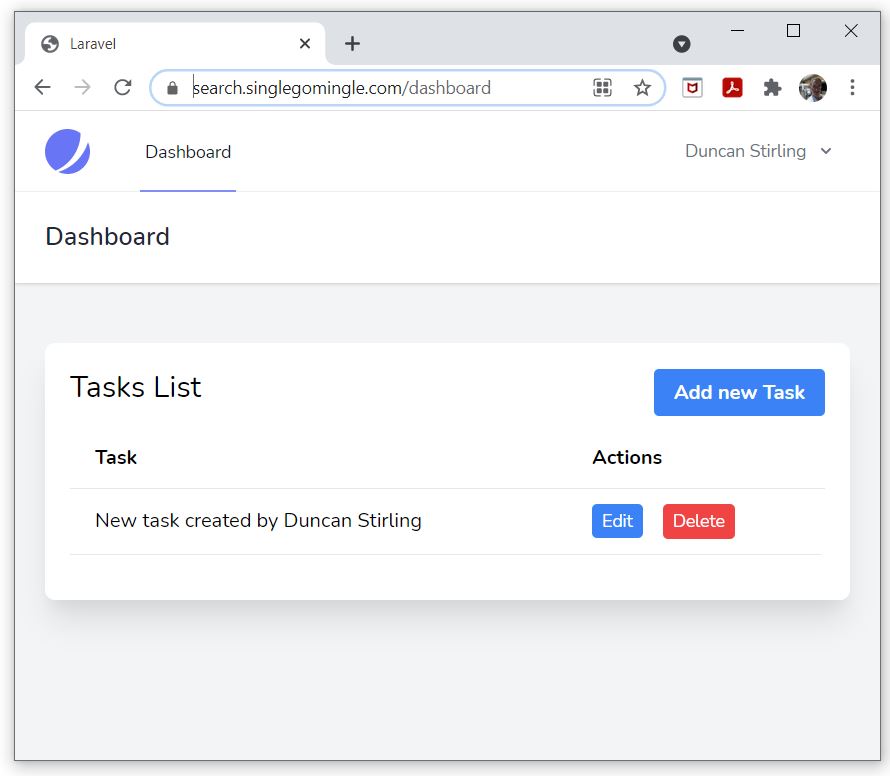 Laravel
search.singlegomingle.com/dashboard
Dashboard Duncan Stirling
Dashboard
Tasks List
Add new Task
Task Actions
New task created by Duncan Stirling Edit Delete